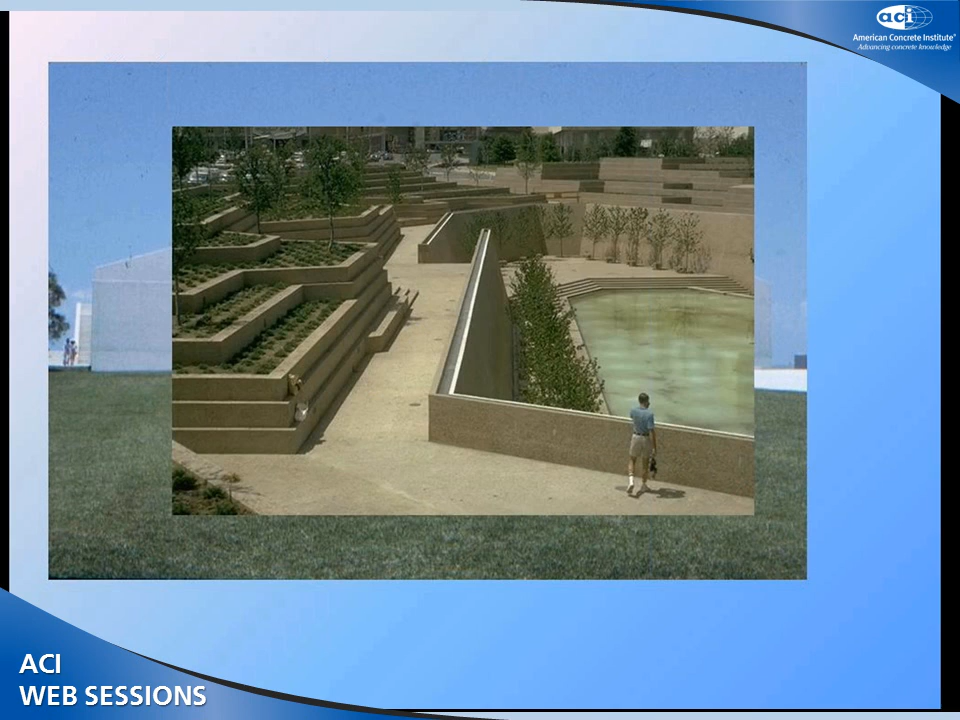 aci
American Concrete Institute®
Advancing concrete knowledge
ACI
WEB SESSIONS